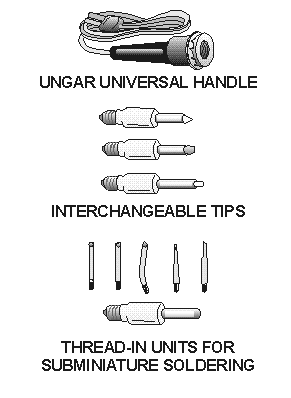 UNGAR UNIVERSAL HANDLE
INTERCHANGEABLE TIPS
THREAD-IN UNITS FOR
SUBMINIATURE SOLDERING